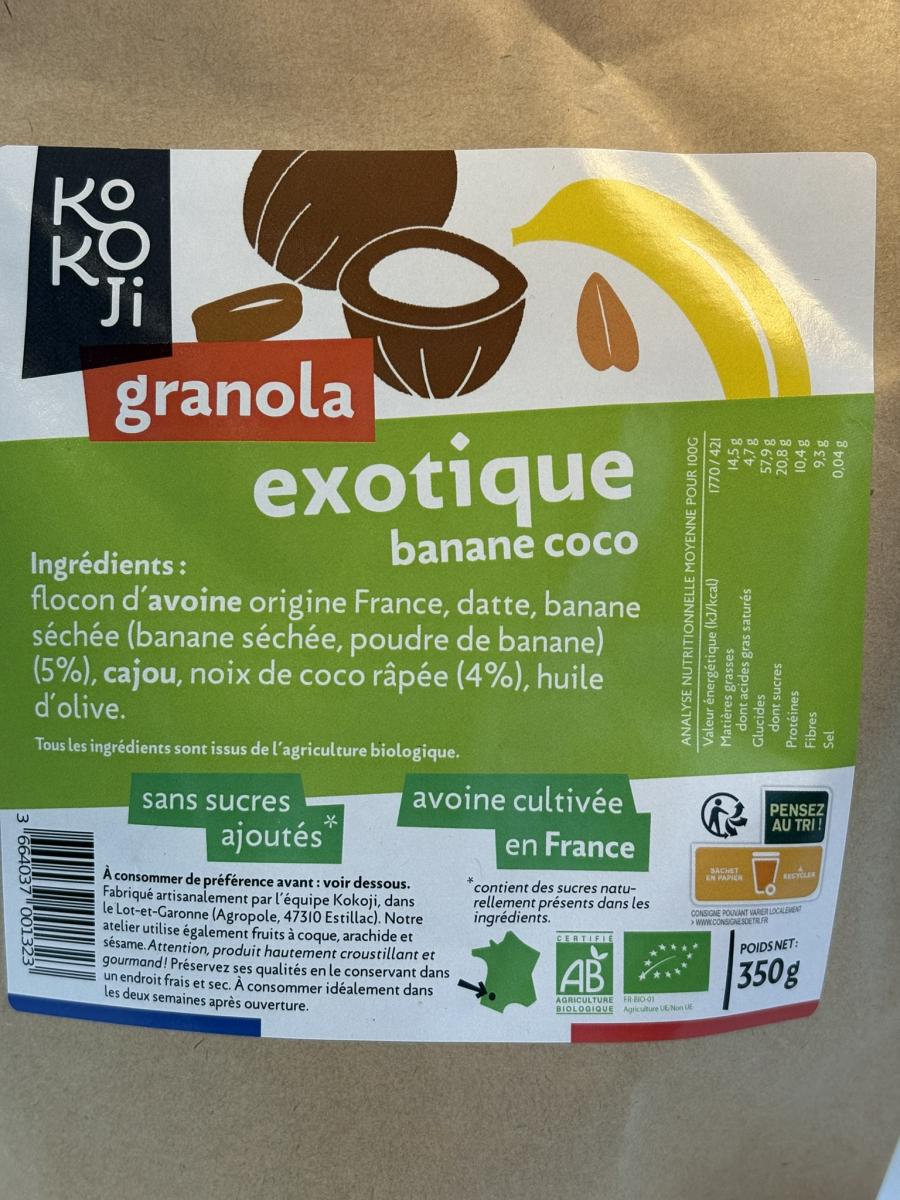 KOKOJi
granola
exotique
banane coco
Ingrédients :
flocon d'avoine origine France, datte, banane
séchée (banane séchée, poudre de banane)
(5%), cajou, noix de coco râpée (4%), huile
d'olive.
Tous les ingrédients sont issus de l'agriculture biologique.
ANALYSE NUTRITIONNELLE MOYENNE POUR 100G
Valeur énergétique (kJ/kcal) 1770 / 421
Matières grasses 14,5 g
dont acides gras saturés 4,7 g
Glucides 57,9 g
dont sucres 20,8 g
Protéines 10,4 g
Fibres 9,3 g
Sel 0,04 g
sans sucres
ajoutés*
avoine cultivée
en France
3 664037 001323
À consommer de préférence avant : voir dessous.
Fabriqué artisanalement par l'équipe Kokoji, dans
le Lot-et-Garonne (Agropole, 47310 Estillac). Notre
atelier utilise également fruits à coque, arachide et
sésame. Attention, produit hautement croustillant et
gourmand ! Préservez ses qualités en le conservant dans
un endroit frais et sec. À consommer idéalement dans
les deux semaines après ouverture.
*contient des sucres natu-
rellement présents dans les
ingrédients.
CERTIFIÉ
AB
AGRICULTURE
BIOLOGIQUE
FR-BIO-01
Agriculture UE/Non UE
PENSEZ
AU TRI !
SACHET
EN PAPIER
À
RECYCLER
CONSIGNE POUVANT VARIER LOCALEMENT
> WWW.CONSIGNESDETRI.FR
POIDS NET :
350g